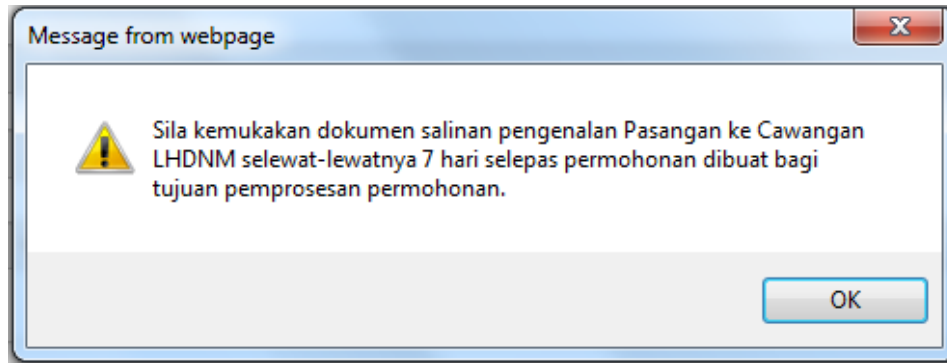 Message from webpage
Sila kemukakan dokumen salinan pengenalan Pasangan ke Cawangan
LHDNM selewat-lewatnya 7 hari selepas permohonan dibuat bagi
tujuan pemprosesan permohonan.
OK